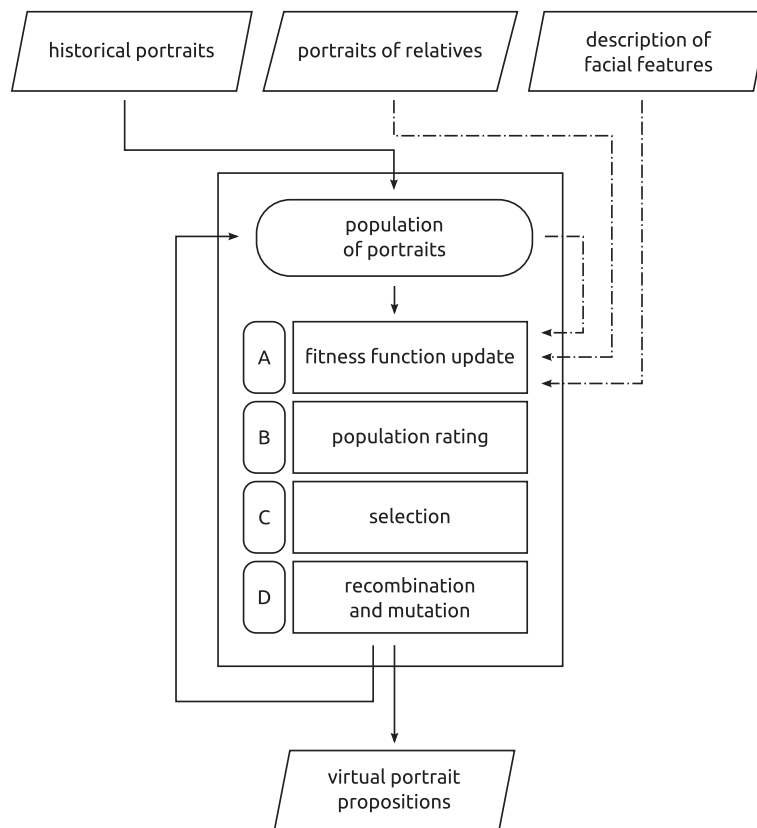 historical portraits
portraits of relatives
description of
facial features
population
of portraits
A
fitness function update
B
population rating
C
selection
D
recombination
and mutation
virtual portrait
propositions